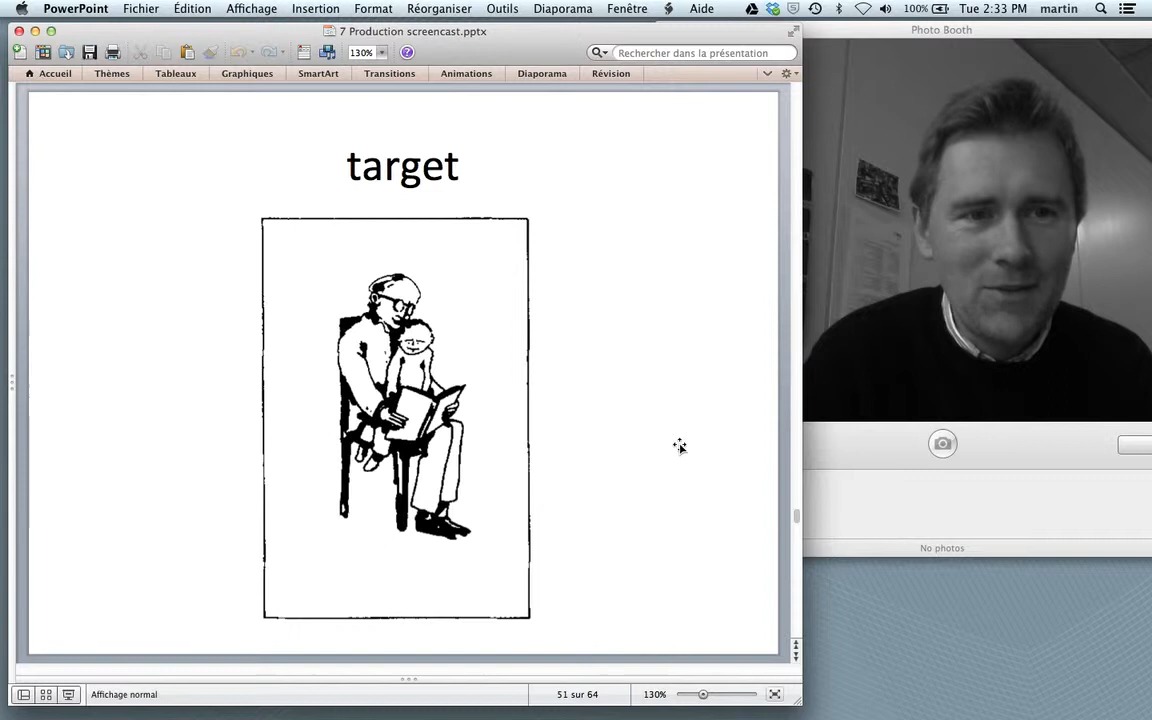 PowerPoint Fichier Édition Affichage Insertion Format Réorganiser Outils Diaporama Fenêtre Aide 100% Tue 2:33 PM martin
7 Production screencast.pptx
Photo Booth
130% Rechercher dans la présentation
Accueil Thèmes Tableaux Graphiques SmartArt Transitions Animations Diaporama Révision
target
No photos
Affichage normal 51 sur 64 130%